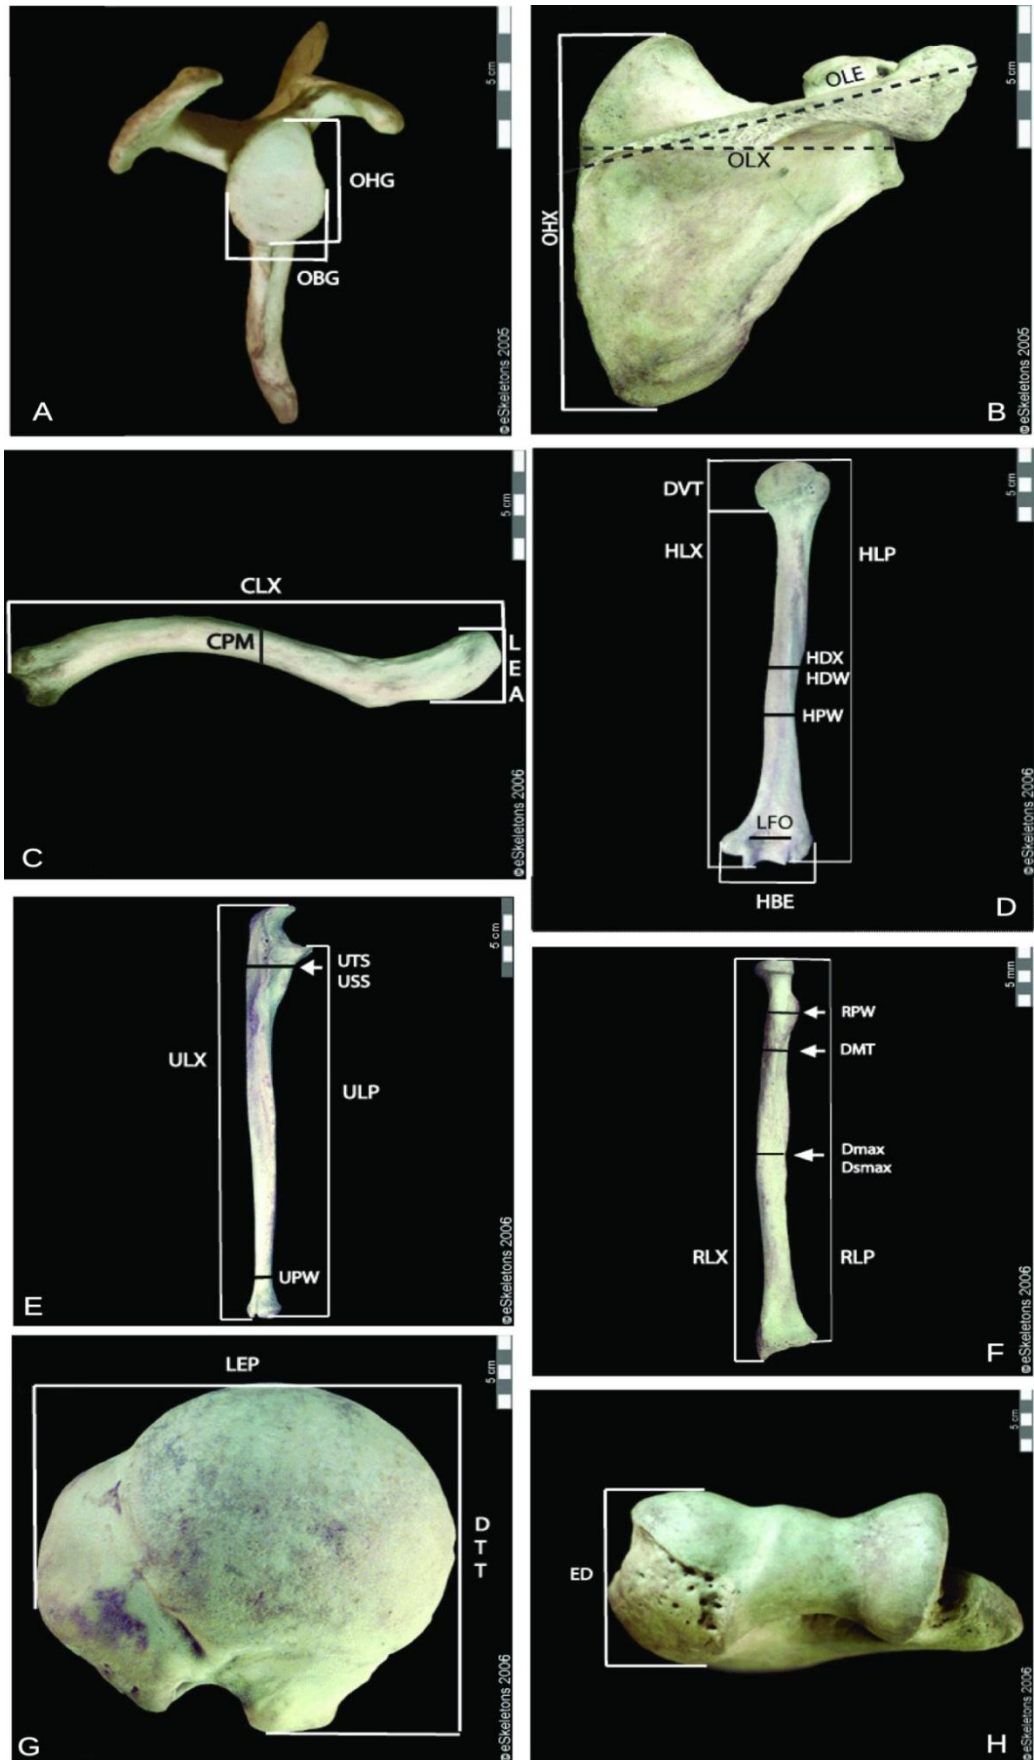 OHG
OBG
A
5 cm
©eSkeletons 2005
OHX
OLE
OLX
B
5 cm
©eSkeletons 2005
CLX
CPM
L
E
A
C
5 cm
©eSkeletons 2006
DVT
HLX
HLP
HDX
HDW
HPW
LFO
HBE
D
5 cm
©eSkeletons 2006
UTS
USS
ULX
ULP
UPW
E
5 cm
©eSkeletons 2006
RPW
DMT
Dmax
Dsmax
RLX
RLP
F
5 mm
©eSkeletons 2006
LEP
D
T
T
G
5 cm
©eSkeletons 2006
ED
H
5 cm
©eSkeletons 2006